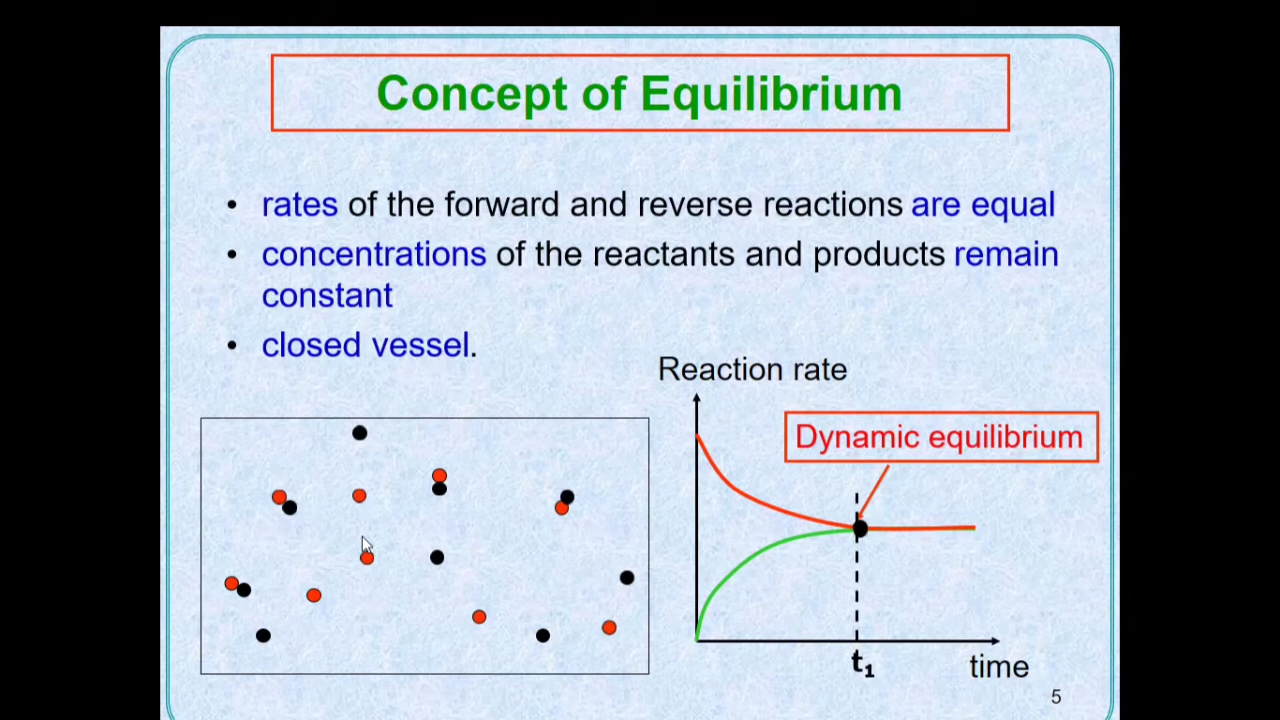 Concept of Equilibrium
• rates of the forward and reverse reactions are equal
• concentrations of the reactants and products remain
constant
• closed vessel.
Reaction rate
Dynamic equilibrium
t₁
time
5